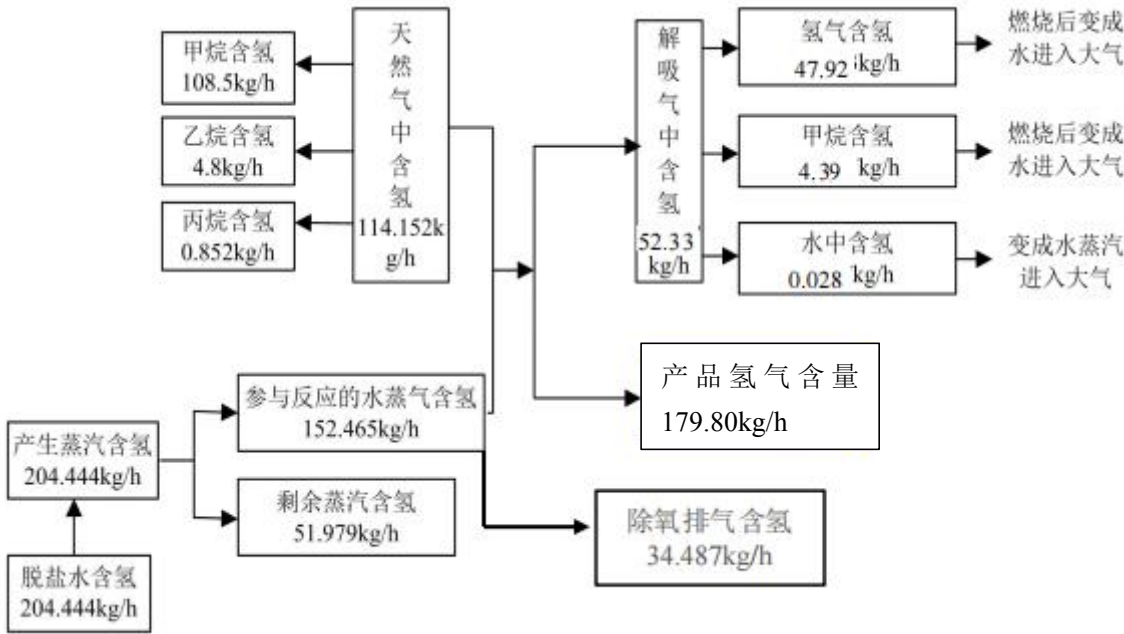 甲烷含氢
108.5kg/h
乙烷含氢
4.8kg/h
丙烷含氢
0.852kg/h
天
然
气
中
含
氢
114.152k
g/h
解
吸
气
中
含
氢
52.33
kg/h
氢气含氢
47.92 kg/h
燃烧后变成
水进入大气
甲烷含氢
4.39 kg/h
燃烧后变成
水进入大气
水中含氢
0.028 kg/h
变成水蒸汽
进入大气
产品氢气含量
179.80kg/h
参与反应的水蒸气含氢
152.465kg/h
产生蒸汽含氢
204.444kg/h
剩余蒸汽含氢
51.979kg/h
除氧排气含氢
34.487kg/h
脱盐水含氢
204.444kg/h